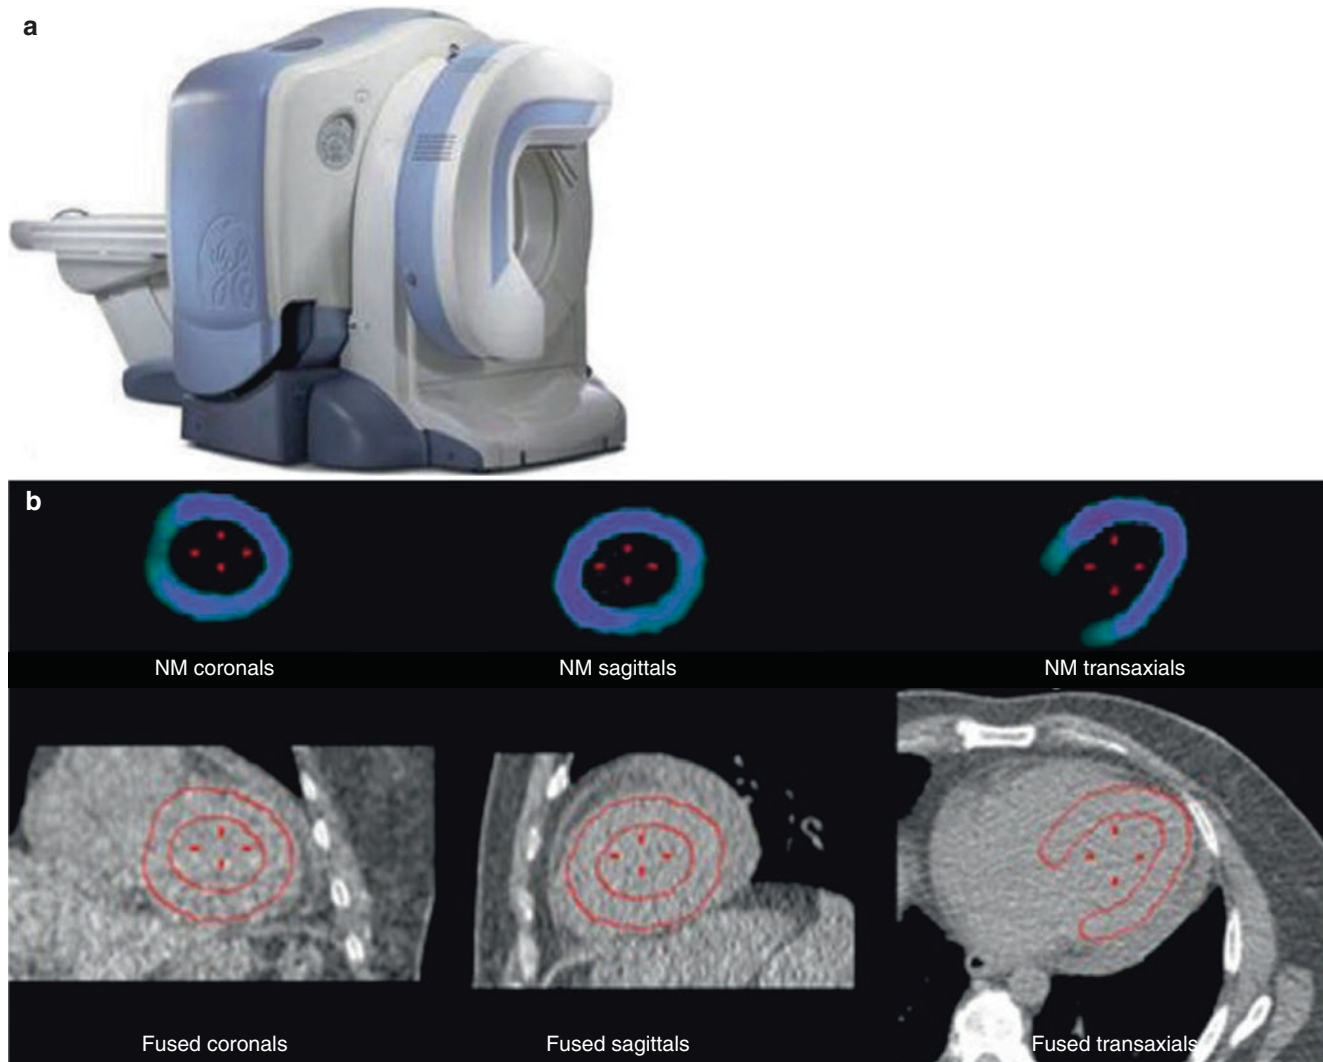 a
b
NM coronals
NM sagittals
NM transaxials
Fused coronals
Fused sagittals
Fused transaxials